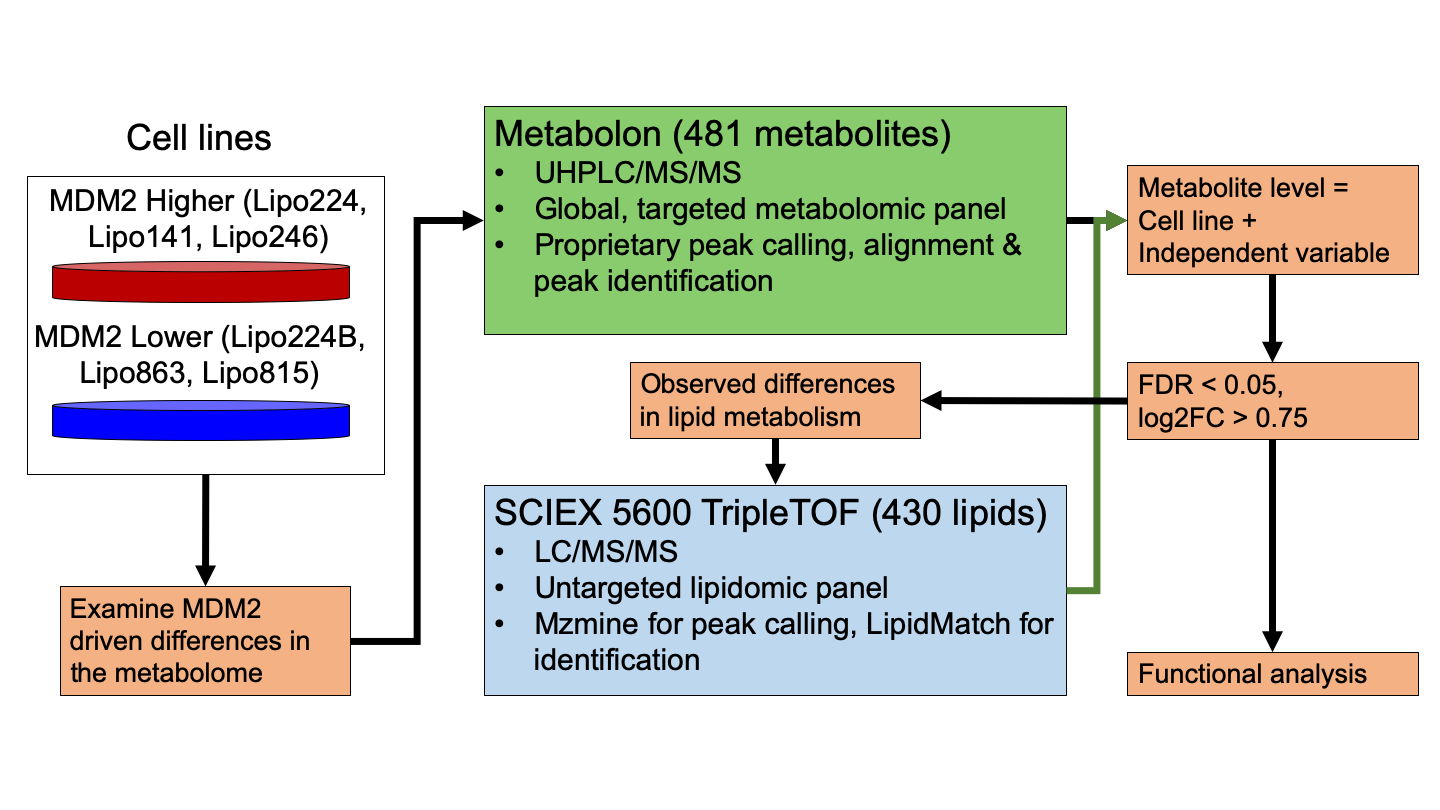 Cell lines
MDM2 Higher (Lipo224,
Lipo141, Lipo246)
MDM2 Lower (Lipo224B,
Lipo863, Lipo815)
Examine MDM2
driven differences in
the metabolome
Metabolon (481 metabolites)
• UHPLC/MS/MS
• Global, targeted metabolomic panel
• Proprietary peak calling, alignment &
peak identification
Metabolite level =
Cell line +
Independent variable
FDR < 0.05,
log2FC > 0.75
Observed differences
in lipid metabolism
SCIEX 5600 TripleTOF (430 lipids)
• LC/MS/MS
• Untargeted lipidomic panel
• Mzmine for peak calling, LipidMatch for
identification
Functional analysis